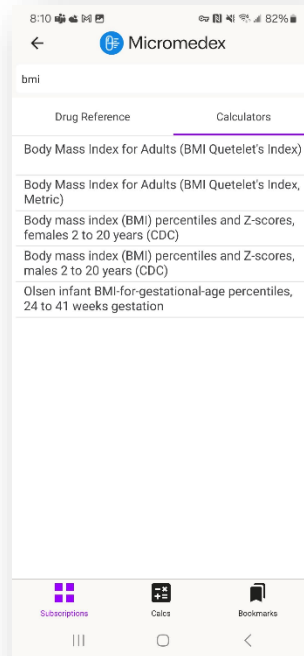 8:10 82%
Micromedex
bmi
Drug Reference Calculators
Body Mass Index for Adults (BMI Quetelet's Index)
Body Mass Index for Adults (BMI Quetelet's Index,
Metric)
Body mass index (BMI) percentiles and Z-scores,
females 2 to 20 years (CDC)
Body mass index (BMI) percentiles and Z-scores,
males 2 to 20 years (CDC)
Olsen infant BMI-for-gestational-age percentiles,
24 to 41 weeks gestation
Subscriptions Calcs Bookmarks